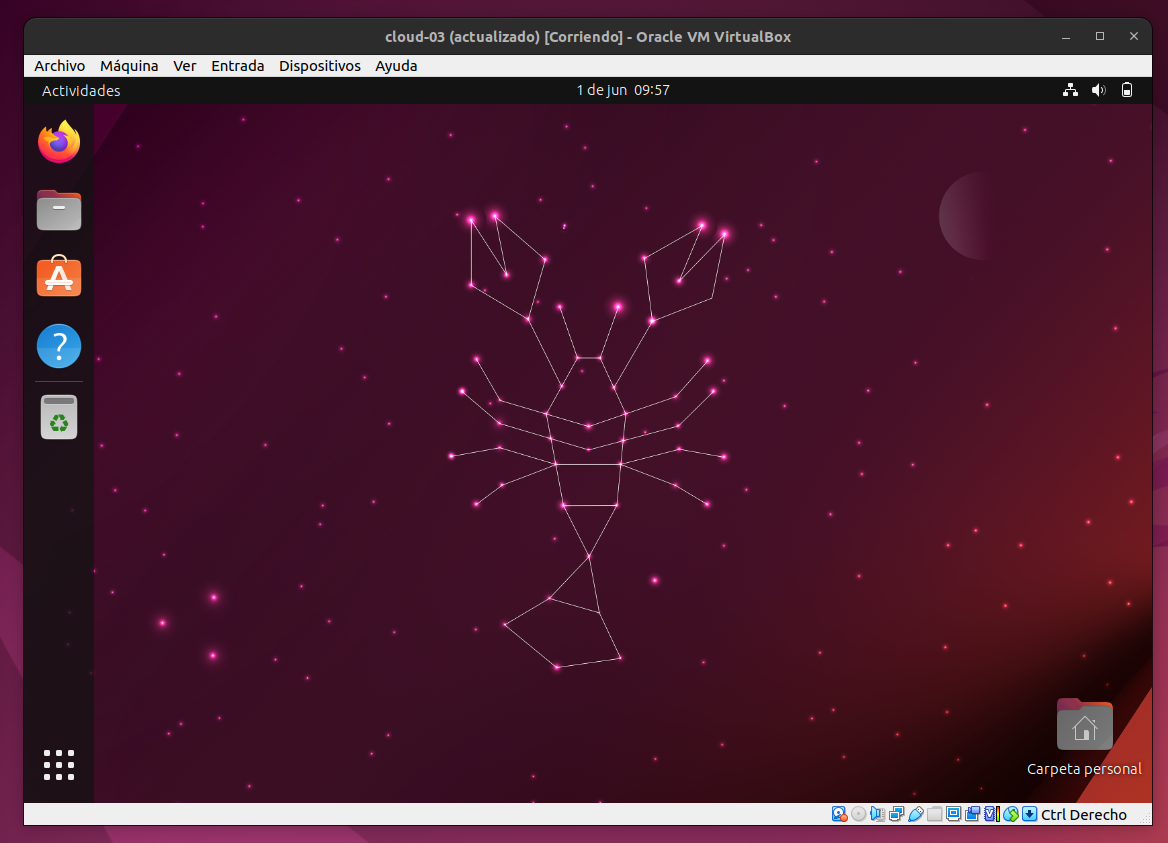 cloud-03 (actualizado) [Corriendo] - Oracle VM VirtualBox
Archivo Máquina Ver Entrada Dispositivos Ayuda
Actividades 1 de jun 09:57
Carpeta personal
Ctrl Derecho